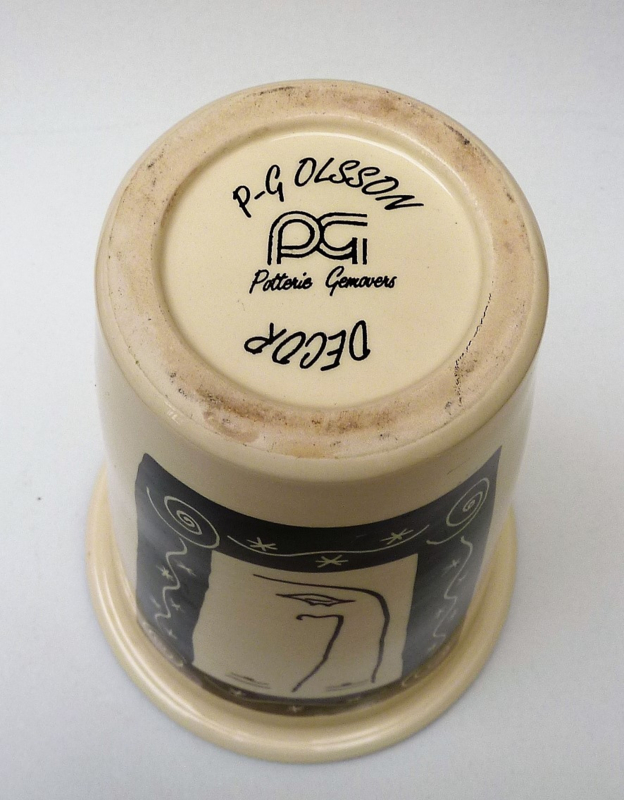 P-G OLSSON
PG
Potterie Gemovers
DECOR